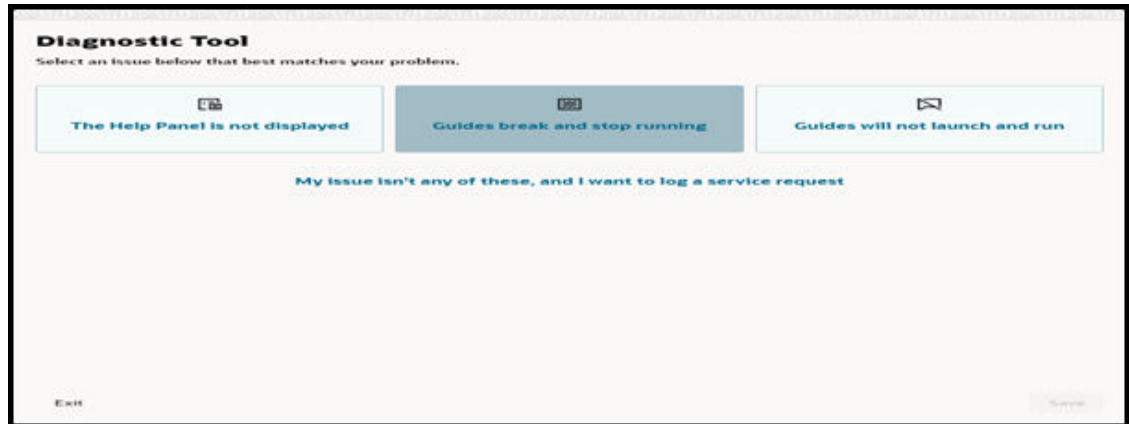 Diagnostic Tool
Select an issue below that best matches your problem.
The Help Panel is not displayed
Guides break and stop running
Guides will not launch and run
My issue isn't any of these, and I want to log a service request
Exit
Save